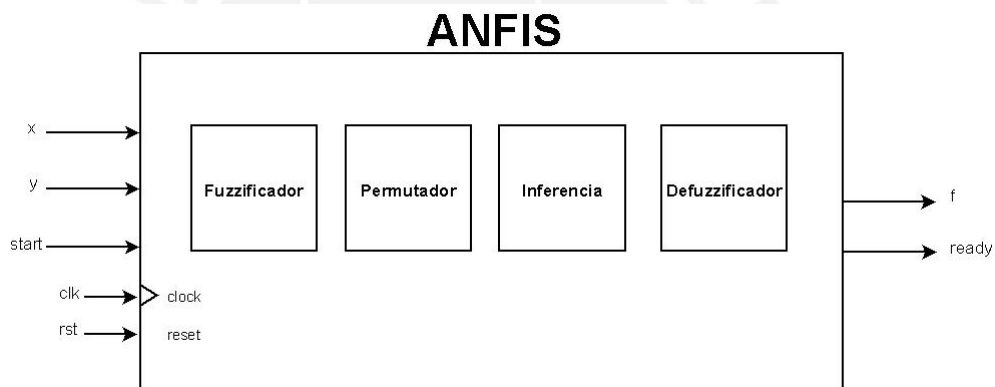 ANFIS
x
y
start
clk
rst
clock
reset
Fuzzificador
Permutador
Inferencia
Defuzzificador
f
ready